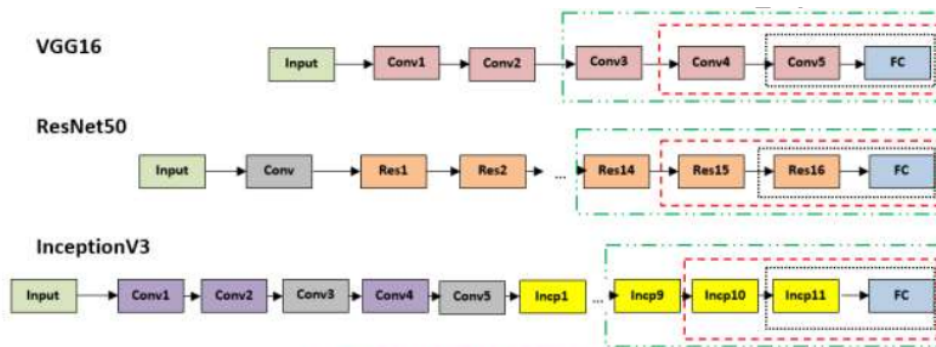 VGG16
Input Conv1 Conv2 Conv3 Conv4 Conv5 FC
ResNet50
Input Conv Res1 Res2 ... Res14 Res15 Res16 FC
InceptionV3
Input Conv1 Conv2 Conv3 Conv4 Conv5 Incp1 ... Incp9 Incp10 Incp11 FC